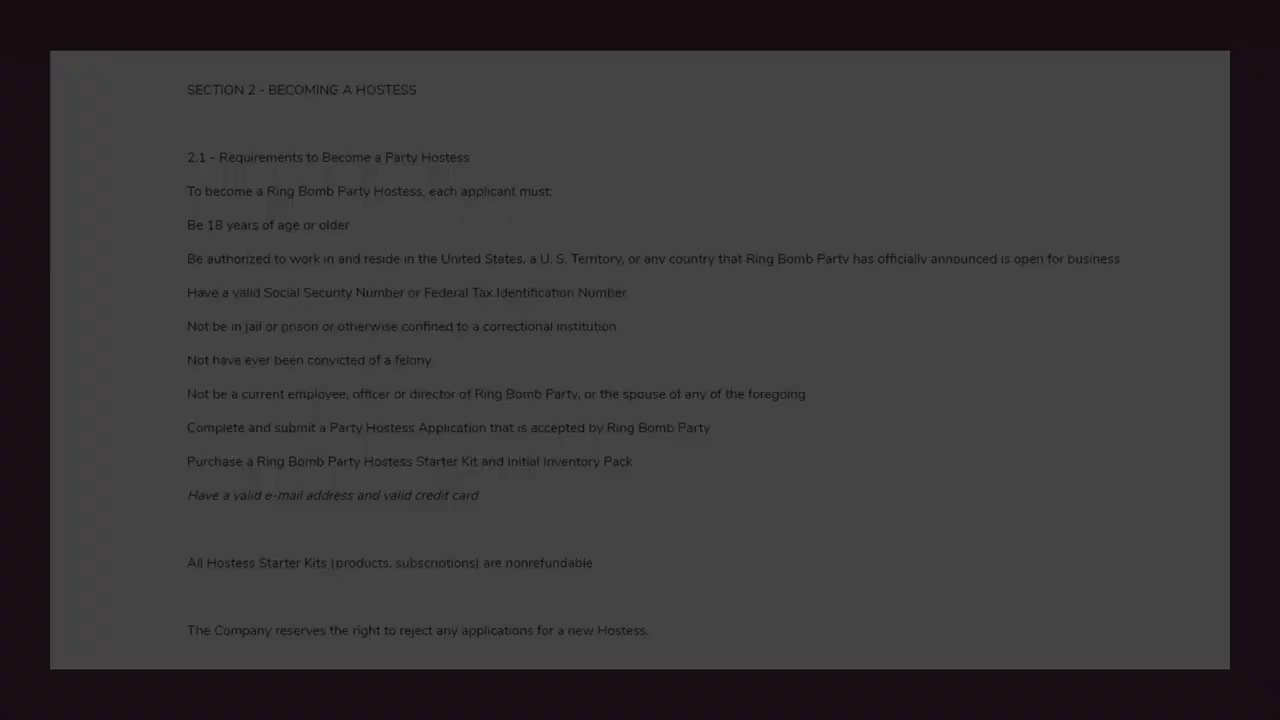 SECTION 2 - BECOMING A HOSTESS
2.1 - Requirements to Become a Party Hostess
To become a Ring Bomb Party Hostess, each applicant must:
Be 18 years of age or older
Be authorized to work in and reside in the United States, a U. S. Territory, or any country that Ring Bomb Party has officially announced is open for business
Have a valid Social Security Number or Federal Tax Identification Number
Not be in jail or prison or otherwise confined to a correctional institution
Not have ever been convicted of a felony
Not be a current employee, officer or director of Ring Bomb Party, or the spouse of any of the foregoing
Complete and submit a Party Hostess Application that is accepted by Ring Bomb Party
Purchase a Ring Bomb Party Hostess Starter Kit and Initial Inventory Pack
Have a valid e-mail address and valid credit card
All Hostess Starter Kits (products, subscriptions) are nonrefundable
The Company reserves the right to reject any applications for a new Hostess.